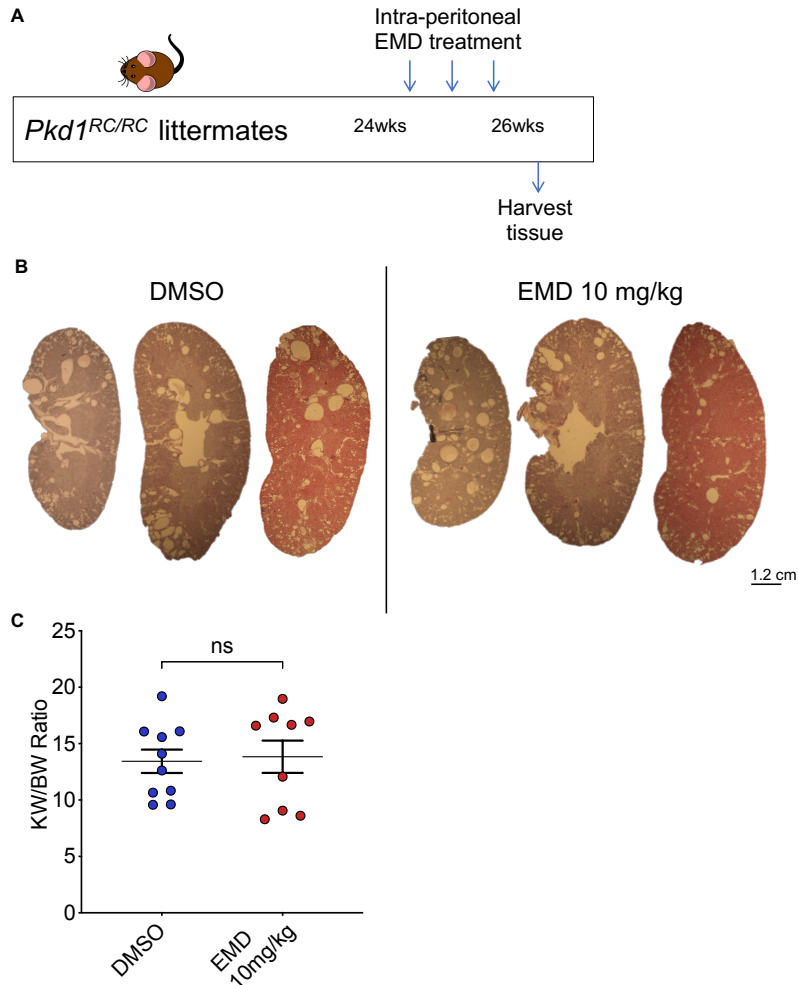 A
Intra-peritoneal
EMD treatment
Pkd1RC/RC littermates
24wks
26wks
Harvest
tissue
B
DMSO
EMD 10 mg/kg
1.2 cm
C
25
ns
20
15
10
5
0
KW/BW Ratio
DMSO
EMD
10mg/kg